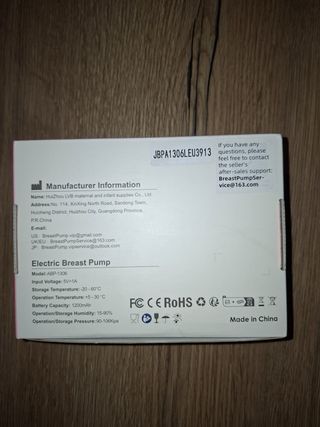 JBPA1306LEU3913
If you have any
questions, please
feel free to contact
the seller's
after-sales support:
BreastPumpSer-
vice@163.com
Manufacturer Information
Name: HuiZhou LVB maternal and infant supplies Co., Ltd.
Address: No. 114, XinXing North Road, Sandong Town,
Huicheng District, Huizhou City, Guangdong Province,
P.R.China
E-mail:
US : BreastPump.vip@gmail.com
UK/EU : BreastPumpService@163.com
JP : BreastPump.vipservice@outlook.com
Electric Breast Pump
Model: ABP-1306
Input Voltage: 5V=1A
Storage Temperature: -20 - 60°C
Operation Temperature: +5 - 30 °C
Battery Capacity: 1200mAh
Operation/Storage Humidity: 15-90%
Operation/Storage Pressure: 90-106Kpa
FC CE RoHS
Made in China